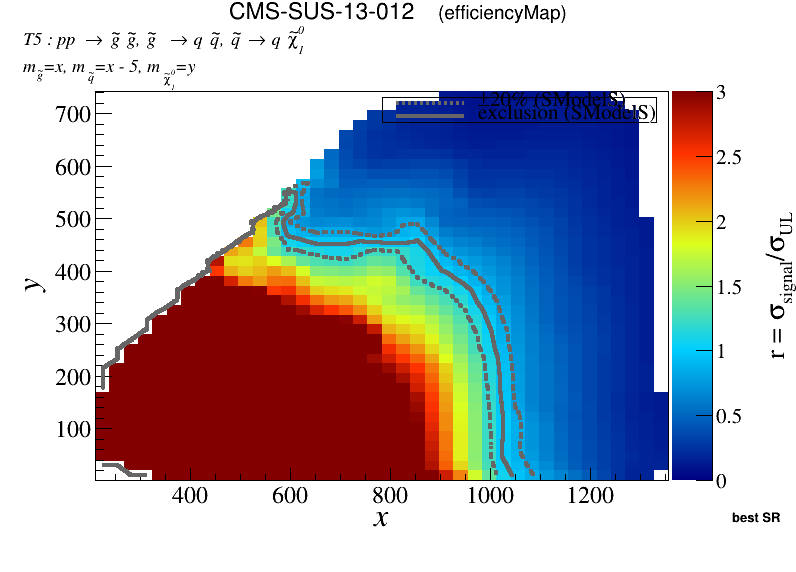 CMS-SUS-13-012 (efficiencyMap)
T5 : pp → g̃ g̃, g̃ → q q̃, q̃ → q χ̃⁰₁
m_g̃=x, m_q̃=x - 5, m_χ̃⁰₁=y
±20% (SModelS)
exclusion (SModelS)
700
600
500
400
300
200
100
y
400 600 800 1000 1200
x
3
2.5
2
1.5
1
0.5
0
r = σ_signal/σ_UL
best SR